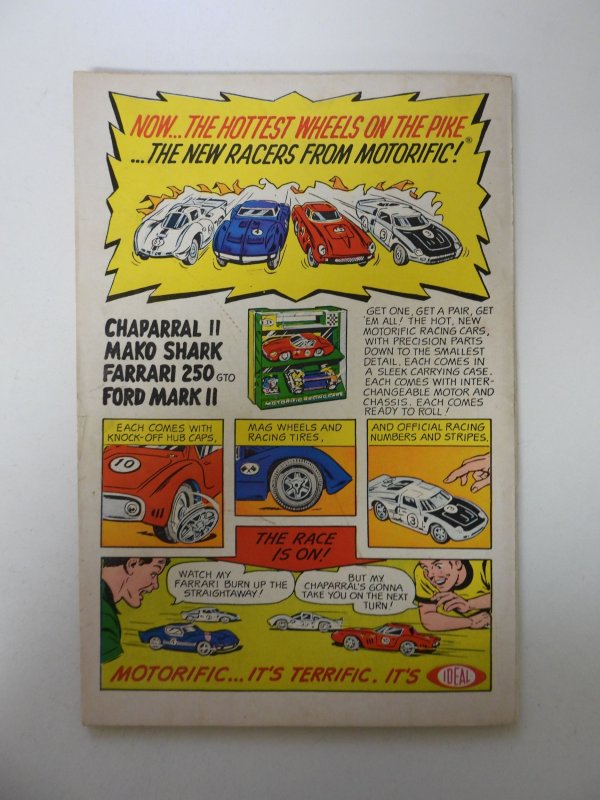 NOW... THE HOTTEST WHEELS ON THE PIKE
...THE NEW RACERS FROM MOTORIFIC!®
CHAPARRAL II
MAKO SHARK
FARRARI 250 GTO
FORD MARK II
MOTORIFIC RACING CARS
GET ONE, GET A PAIR, GET
'EM ALL! THE HOT, NEW
MOTORIFIC RACING CARS,
WITH PRECISION PARTS
DOWN TO THE SMALLEST
DETAIL, EACH COMES IN
A SLEEK CARRYING CASE.
EACH COMES WITH INTER-
CHANGEABLE MOTOR AND
CHASSIS. EACH COMES
READY TO ROLL!
EACH COMES WITH
KNOCK-OFF HUB CAPS,
10
MAG WHEELS AND
RACING TIRES,
AND OFFICIAL RACING
NUMBERS AND STRIPES,
3
THE RACE
IS ON!
WATCH MY
FARRARI BURN UP THE
STRAIGHTAWAY!
BUT MY
CHAPARRAL'S GONNA
TAKE YOU ON THE NEXT
TURN!
MOTORIFIC... IT'S TERRIFIC. IT'S IDEAL